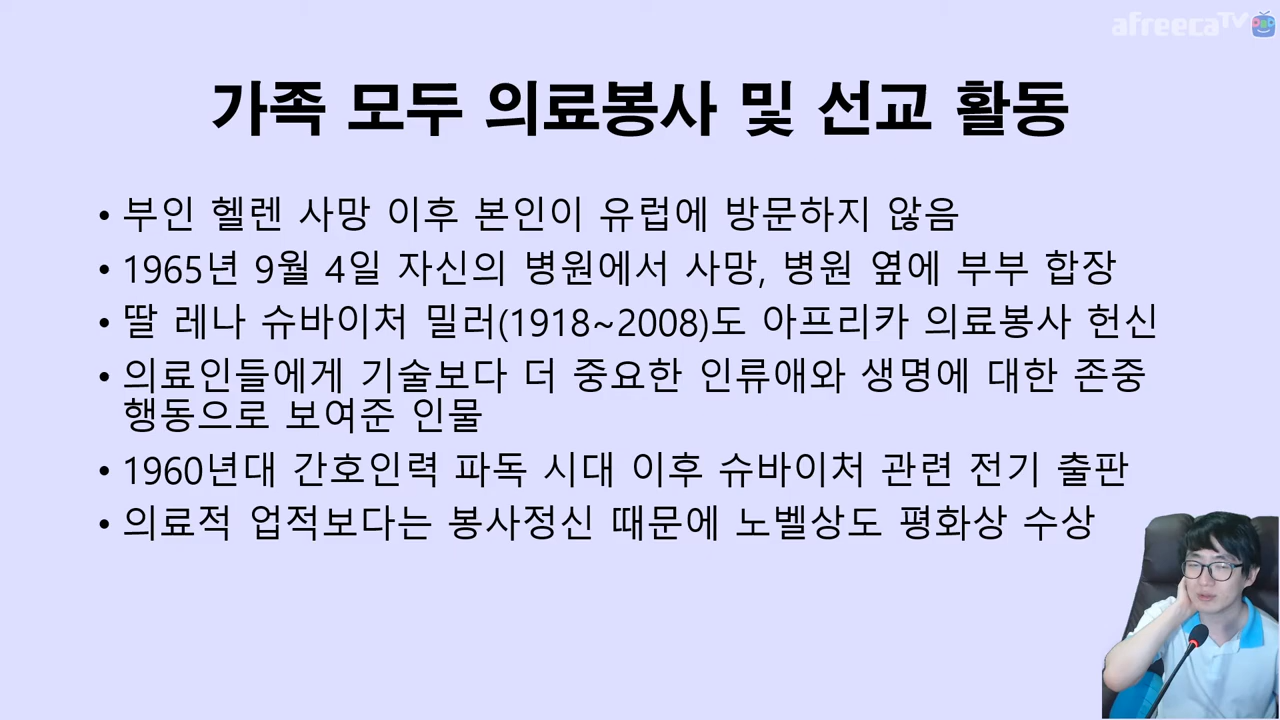 afreecaTV
가족 모두 의료봉사 및 선교 활동
• 부인 헬렌 사망 이후 본인이 유럽에 방문하지 않음
• 1965년 9월 4일 자신의 병원에서 사망, 병원 옆에 부부 합장
• 딸 레나 슈바이처 밀러(1918~2008)도 아프리카 의료봉사 헌신
• 의료인들에게 기술보다 더 중요한 인류애와 생명에 대한 존중
행동으로 보여준 인물
• 1960년대 간호인력 파독 시대 이후 슈바이처 관련 전기 출판
• 의료적 업적보다는 봉사정신 때문에 노벨상도 평화상 수상